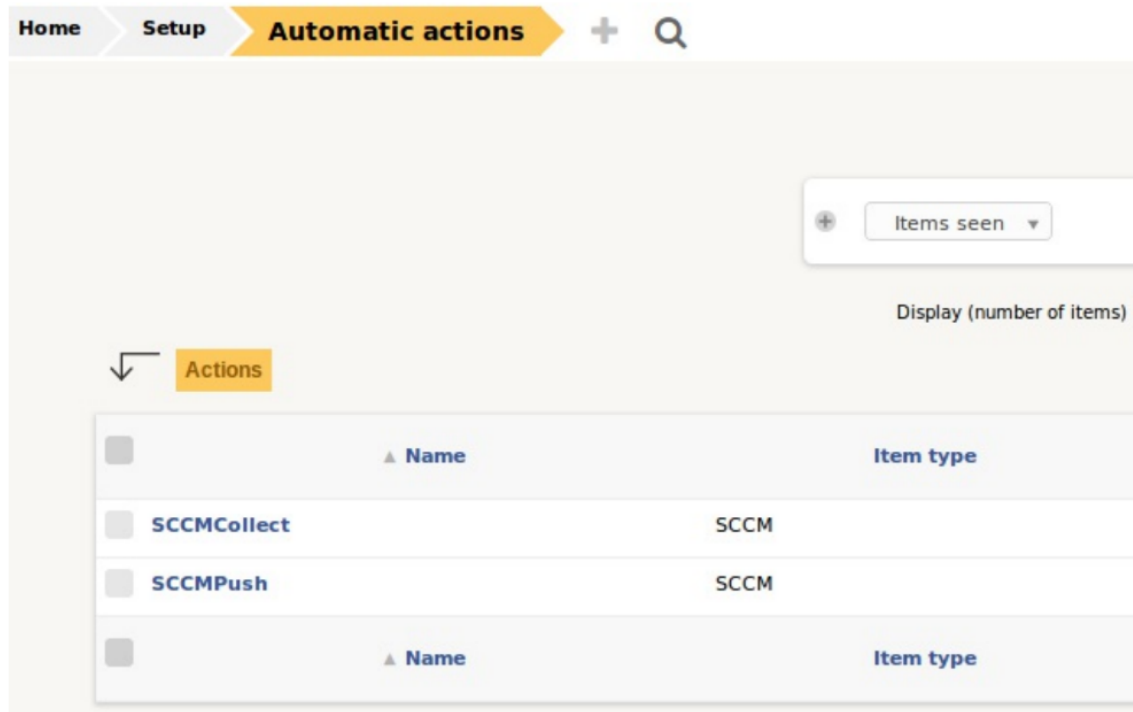 Home Setup Automatic actions
Items seen
Display (number of items)
Actions
Name Item type
SCCMCollect SCCM
SCCMPush SCCM
Name Item type